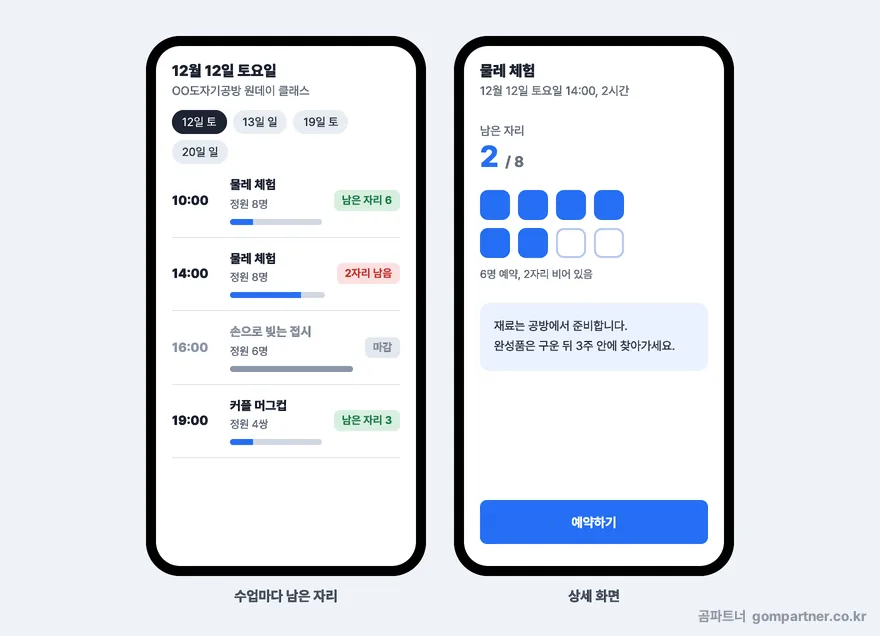 12월 12일 토요일
OO도자기공방 원데이 클래스
12일 토 13일 일 19일 토
20일 일
10:00
물레 체험
정원 8명
남은 자리 6
14:00
물레 체험
정원 8명
2자리 남음
16:00
손으로 빚는 접시
정원 6명
마감
19:00
커플 머그컵
정원 4쌍
남은 자리 3
수업마다 남은 자리
물레 체험
12월 12일 토요일 14:00, 2시간
남은 자리
2 / 8
6명 예약, 2자리 비어 있음
재료는 공방에서 준비합니다.
완성품은 구운 뒤 3주 안에 찾아가세요.
예약하기
상세 화면
곰파트너 gompartner.co.kr